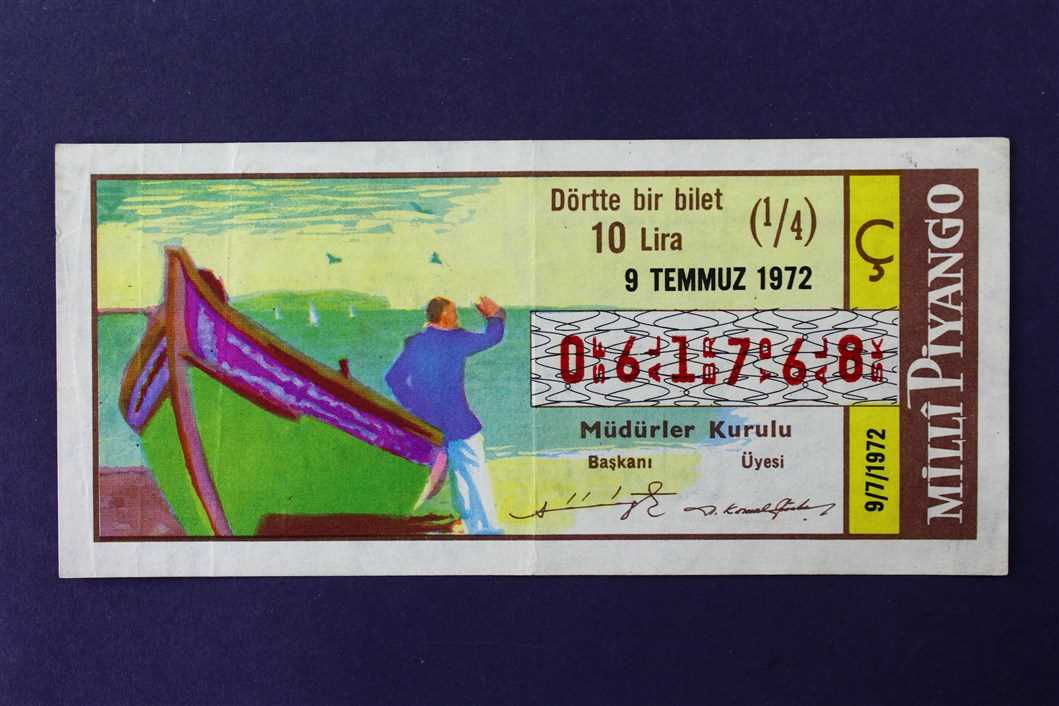 Dörtte bir bilet
(1/4)
10 Lira
9 TEMMUZ 1972
Ç
0 6 1 7 6 8
Müdürler Kurulu
Başkanı Üyesi
9/7/1972
MİLLÎ PİYANGO